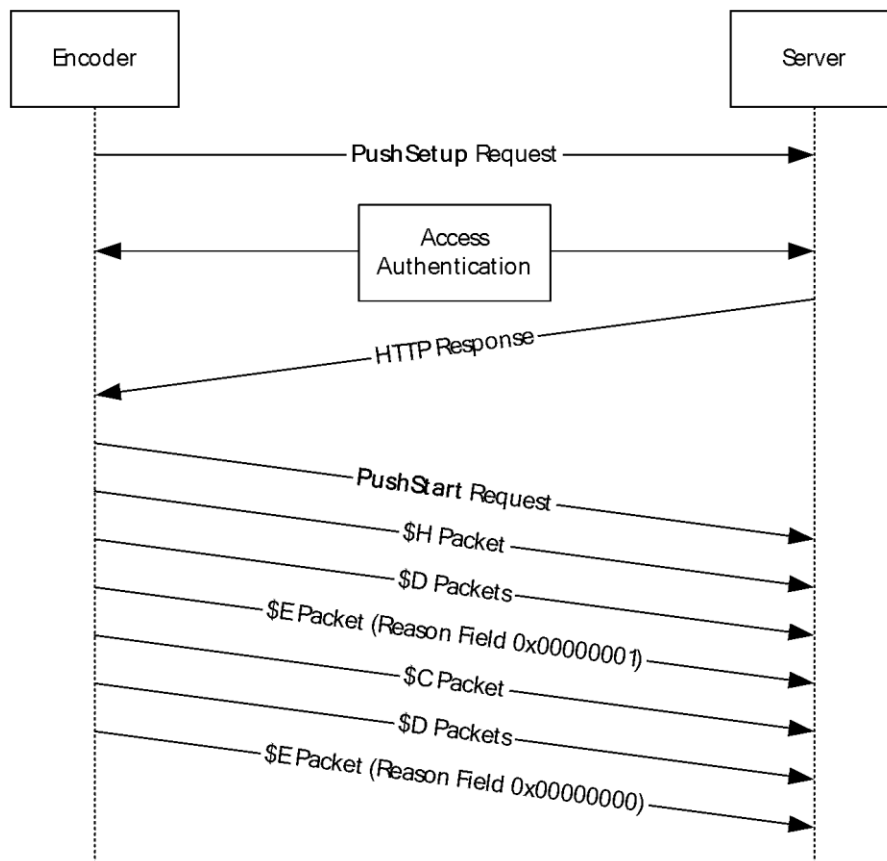 Encoder
Server
PushSetup Request
Access
Authentication
HTTP Response
PushStart Request
$H Packet
$D Packets
$E Packet (Reason Field 0x00000001)
$C Packet
$D Packets
$E Packet (Reason Field 0x00000000)